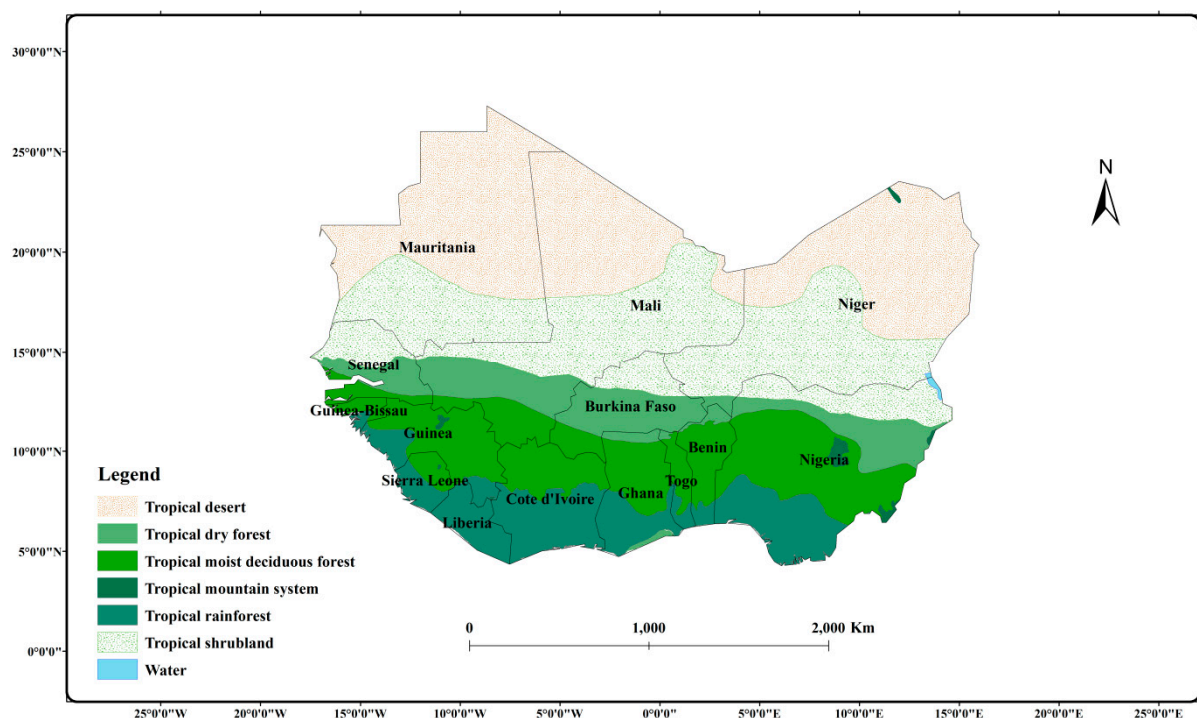 30°0'0"N
25°0'0"N
20°0'0"N
15°0'0"N
10°0'0"N
5°0'0"N
0°0'0"
N
Mauritania
Mali
Niger
Senegal
Burkina Faso
Guinea-Bissau
Guinea
Benin
Nigeria
Sierra Leone
Togo
Cote d'Ivoire
Ghana
Liberia
Legend
Tropical desert
Tropical dry forest
Tropical moist deciduous forest
Tropical mountain system
Tropical rainforest
Tropical shrubland
Water
0 1,000 2,000 Km
25°0'0"W 20°0'0"W 15°0'0"W 10°0'0"W 5°0'0"W 0°0'0" 5°0'0"E 10°0'0"E 15°0'0"E 20°0'0"E 25°0'0"E